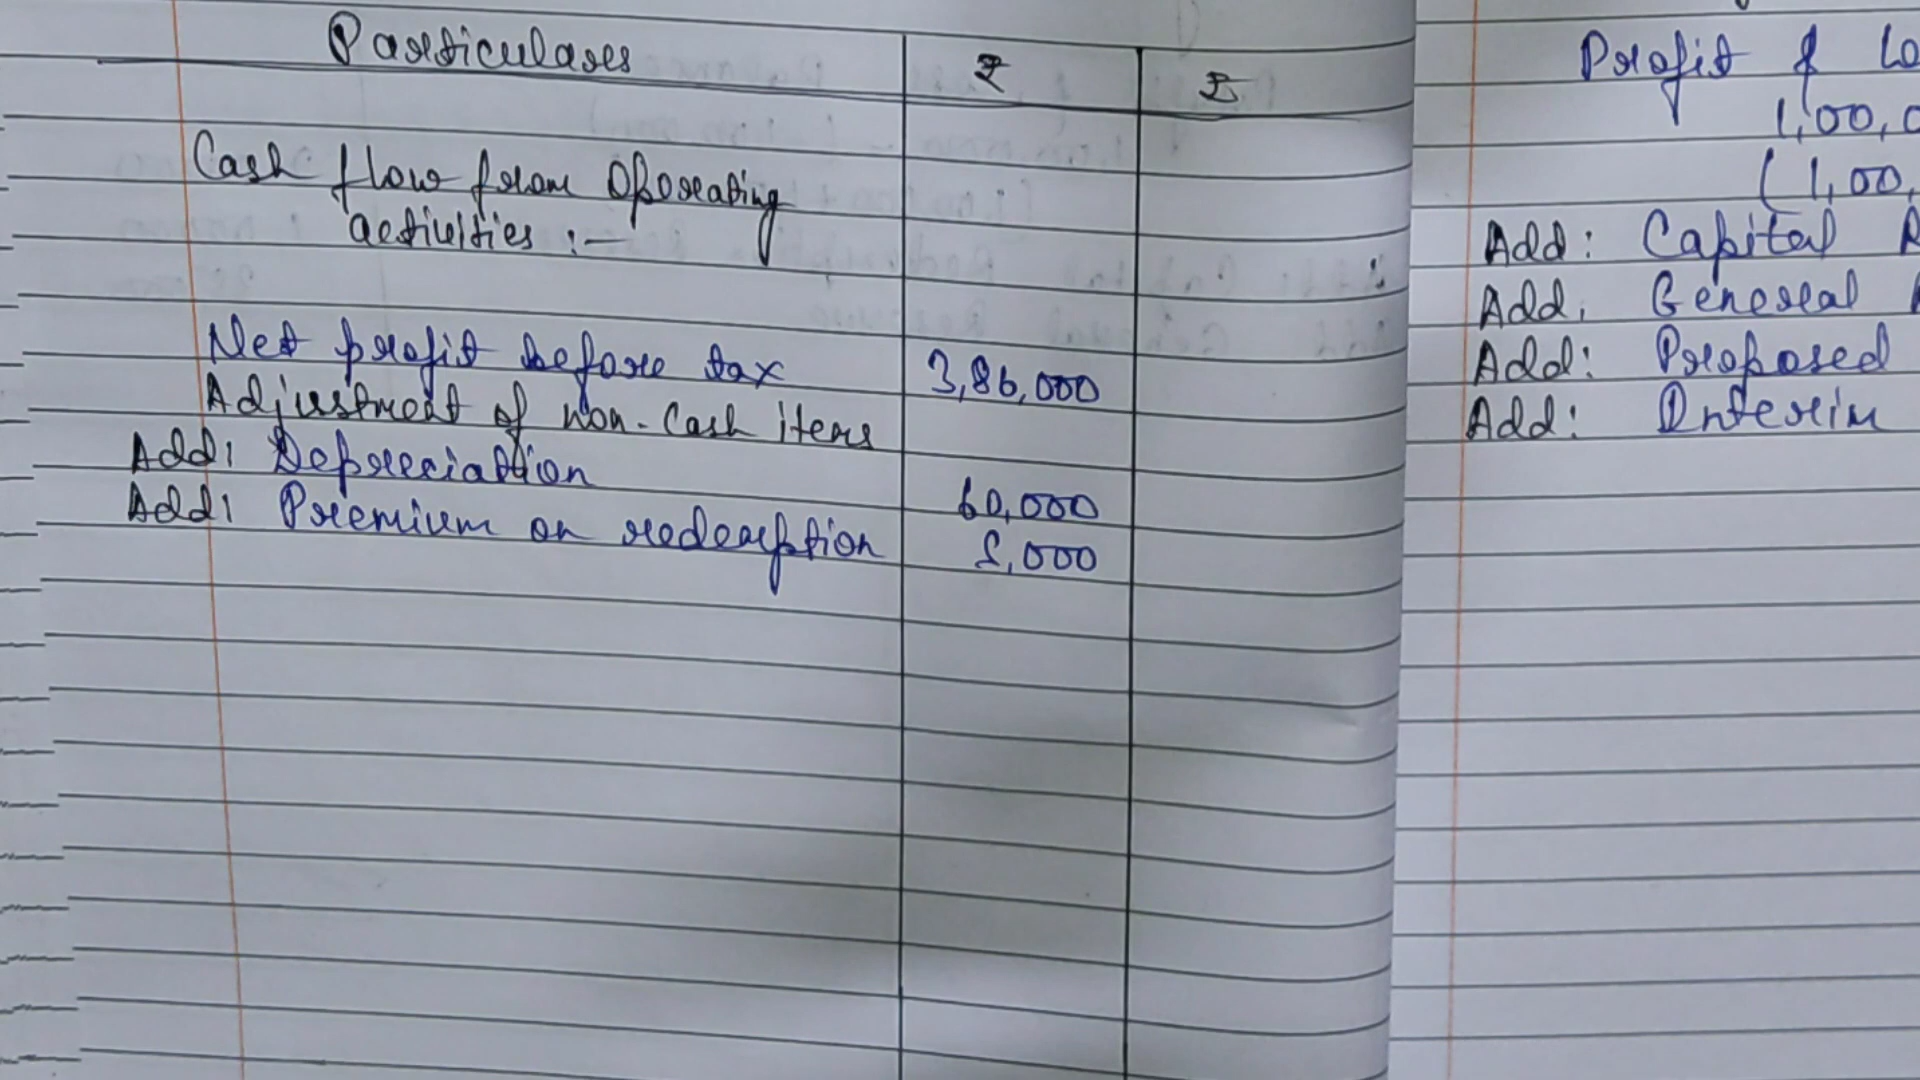 Particulares ₹ ₹
Cash flow from Operating
activities :-
Net profit before tax 3,86,000
Adjustment of non-cash items
Add: Depreciation 60,000
Add: Premium on redemption ,000
Profit & Lo
1,00,0
(1,00,
Add: Capital R
Add: General R
Add: Proposed
Add: Interim